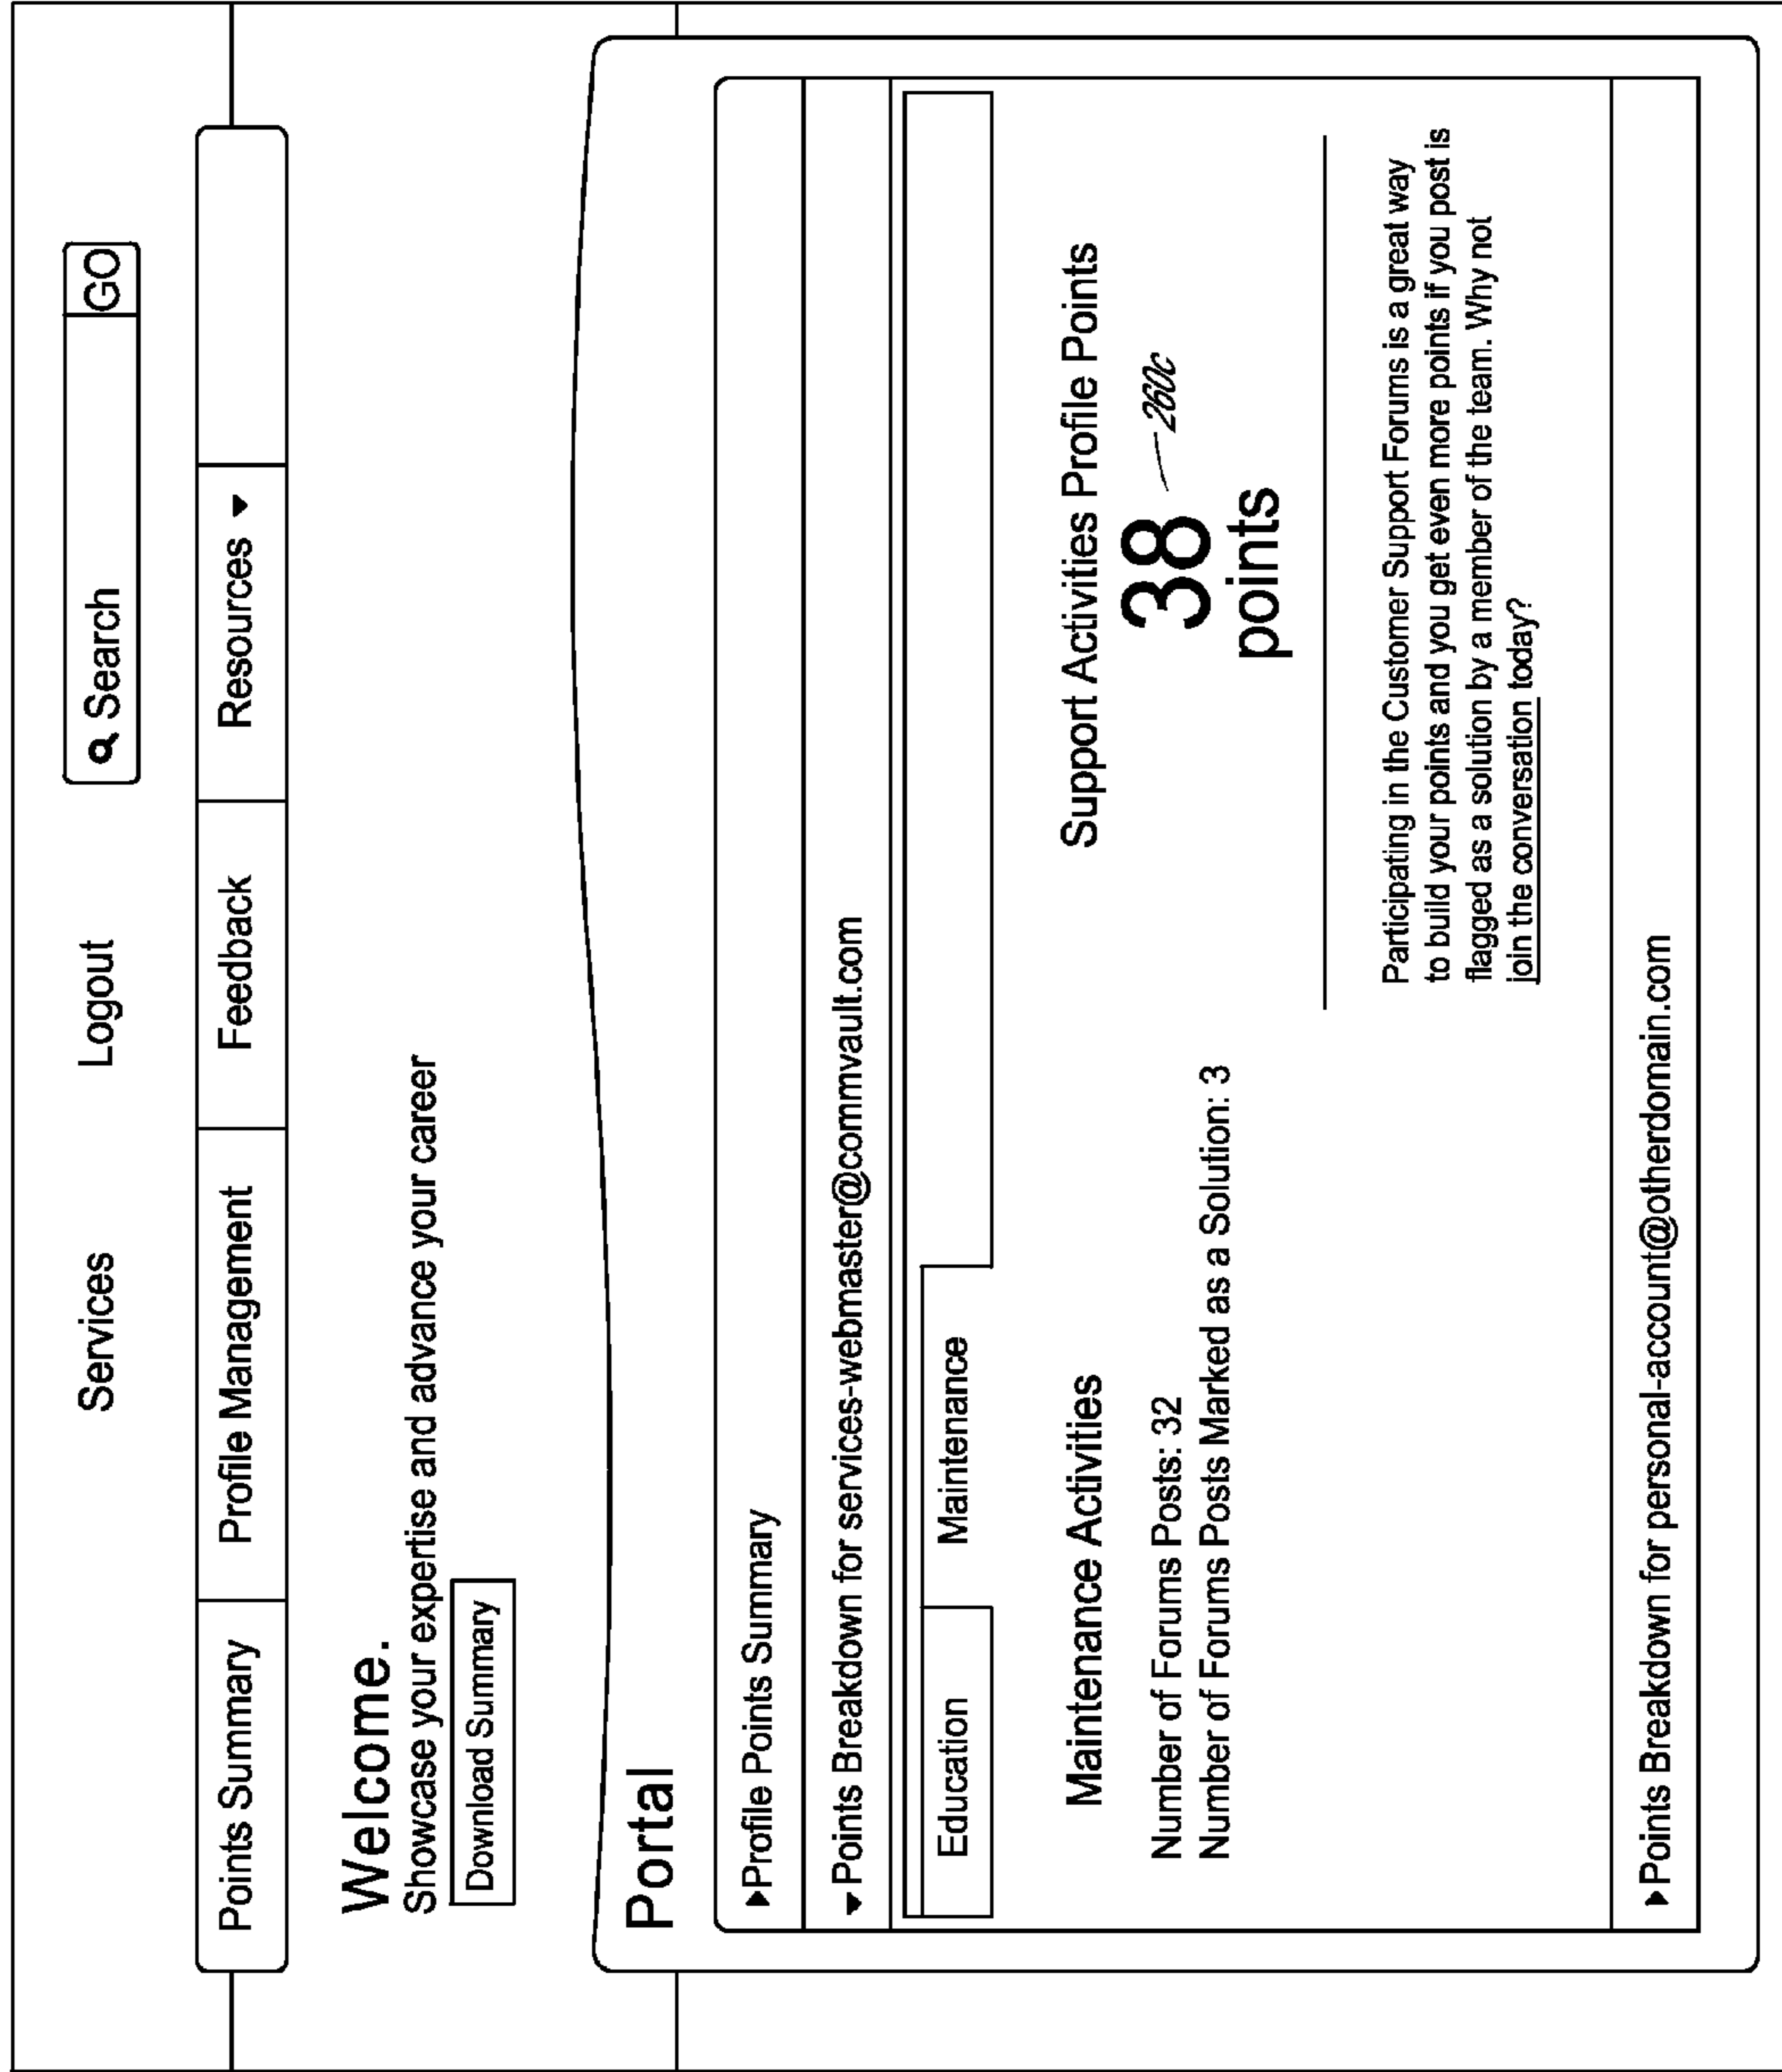 Services
Logout
Search
GO
Points Summary
Profile Management
Feedback
Resources
Welcome.
Showcase your expertise and advance your career
Download Summary
Portal
Profile Points Summary
Points Breakdown for services-webmaster@commvault.com
Education
Maintenance
Maintenance Activities
Number of Forums Posts: 32
Number of Forums Posts Marked as a Solution: 3
Support Activities Profile Points
38
260c
points
Participating in the Customer Support Forums is a great way
to build your points and you get even more points if you post is
flagged as a solution by a member of the team. Why not
join the conversation today?
Points Breakdown for personal-account@otherdomain.com